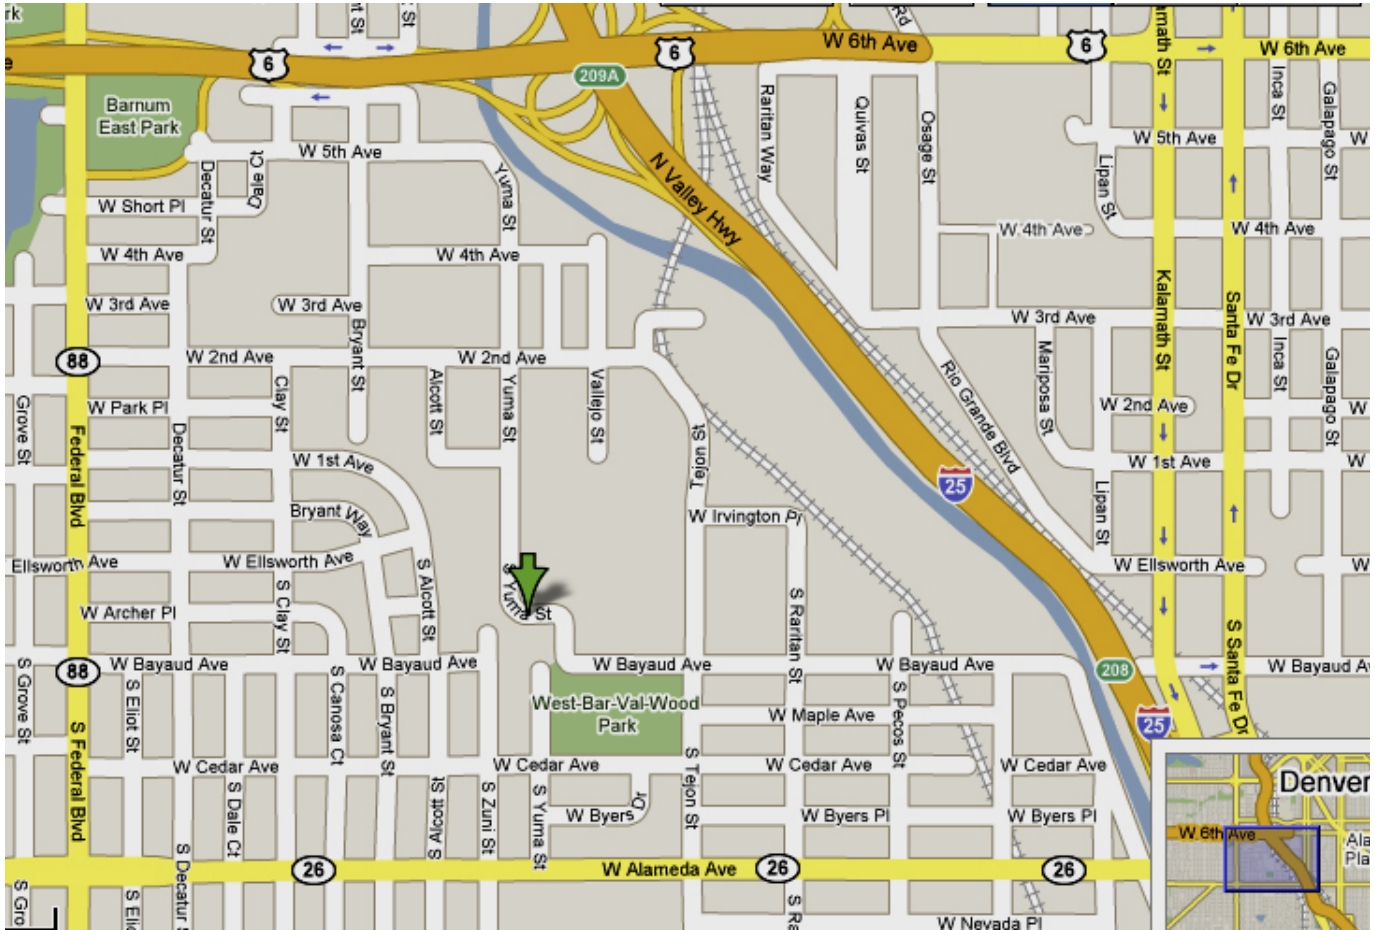 rk
nt St
St
Rd
amath St
6
W 6th Ave
6
6
W 6th Ave
e
209A
Barnum
East Park
W 5th Ave
Decatur St
Dale Ct
Yuma St
N Valley Hwy
Raritan Way
Quivas St
Osage St
Inca St
Galapago St
W 5th Ave
W
Lipan St
W Short Pl
W 4th Ave
W 4th Ave
W 4th Ave
W 4th Ave
W 3rd Ave
W 3rd Ave
Bryant St
Kalamath St
Santa Fe Dr
W 3rd Ave
W 3rd Ave
88
W 2nd Ave
W 2nd Ave
Mariposa St
Inca St
Galapago St
Rio Grande Blvd
Grove St
W Park Pl
Clay St
Alcott St
Yuma St
Vallejo St
W 2nd Ave
W
Federal Blvd
Decatur St
W 1st Ave
Tejon St
W 1st Ave
W
25
Lipan St
Bryant Way
W Irvington Pl
Ellsworth Ave
W Ellsworth Ave
W Ellsworth Ave
W
S Alcott St
S Yuma St
S Clay St
W Archer Pl
S Raritan St
S Santa Fe Dr
88
W Bayaud Ave
W Bayaud Ave
W Bayaud Ave
W Bayaud Ave
208
W Bayaud A
S Grove St
S Eliot St
S Canosa Ct
S Bryant St
West-Bar-Val-Wood
Park
W Maple Ave
S Pecos St
25
S Federal Blvd
W Cedar Ave
W Cedar Ave
S Tejon St
W Cedar Ave
W Cedar Ave
S Dale Ct
S Alcott St
S Zuni St
S Yuma St
W Byers Dr
W Byers Pl
W Byers Pl
Denver
W 6th Ave
Ala
Pla
26
W Alameda Ave
26
26
S Gro
S Elio
S Decatur S
S Ra
W Nevada Pl